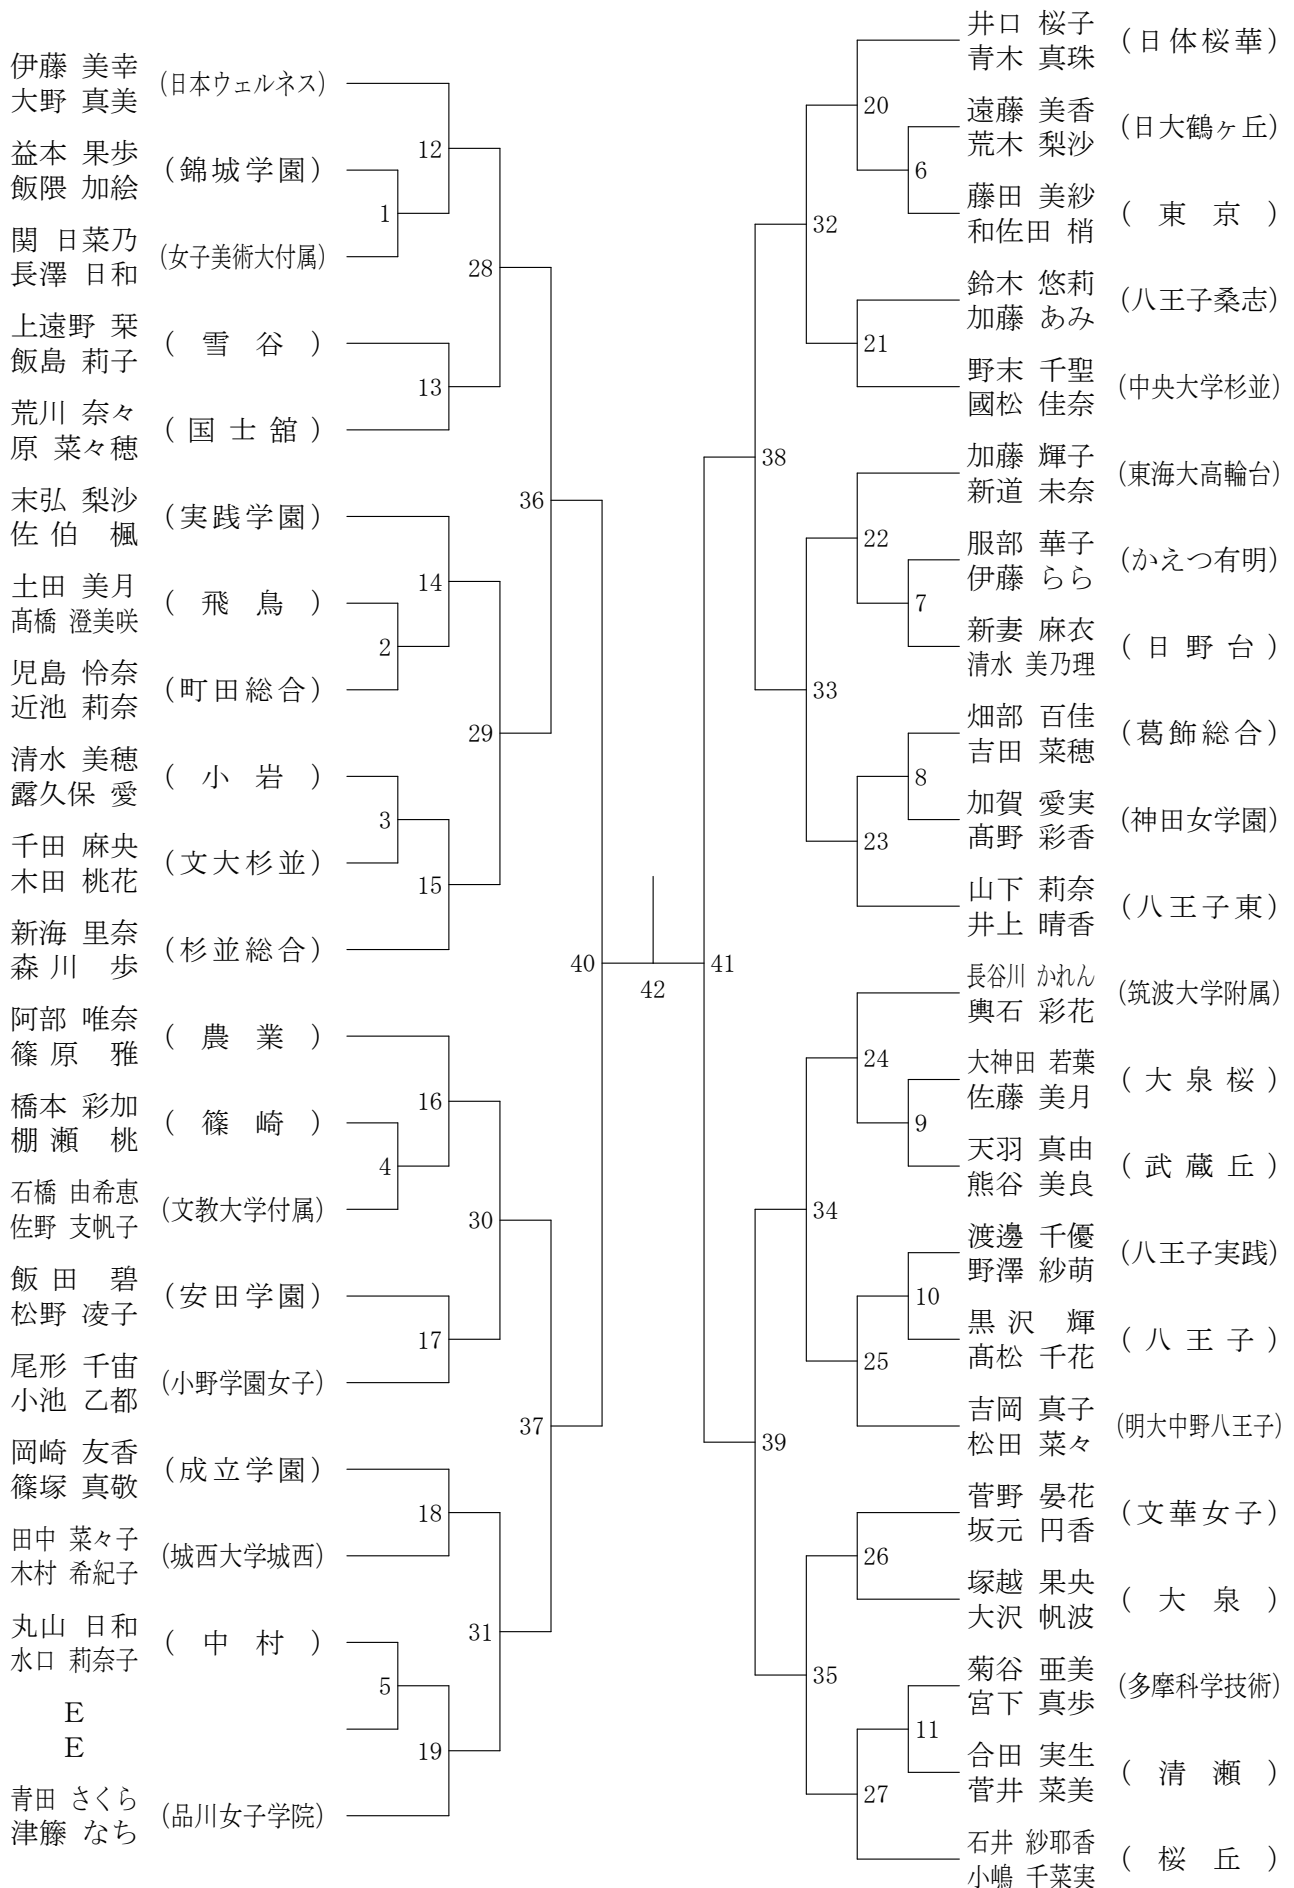 伊藤 美幸
大野 真美
(日本ウェルネス)
12
益本 果歩
飯隈 加絵
(錦城学園)
1
関 日菜乃
長澤 日和
(女子美術大付属)
28
上遠野 栞
飯島 莉子
(雪谷)
13
荒川 奈々
原 菜々穂
(国士舘)
36
末弘 梨沙
佐伯 楓
(実践学園)
14
土田 美月
髙橋 澄美咲
(飛鳥)
2
児島 怜奈
近池 莉奈
(町田総合)
29
清水 美穂
露久保 愛
(小岩)
3
千田 麻央
木田 桃花
(文大杉並)
15
新海 里奈
森川 歩
(杉並総合)
40
阿部 唯奈
篠原 雅
(農業)
16
橋本 彩加
棚瀬 桃
(篠崎)
4
石橋 由希恵
佐野 支帆子
(文教大学付属)
30
飯田 碧
松野 凌子
(安田学園)
17
尾形 千宙
小池 乙都
(小野学園女子)
37
岡崎 友香
篠塚 真敬
(成立学園)
18
田中 菜々子
木村 希紀子
(城西大学城西)
31
丸山 日和
水口 莉奈子
(中村)
5
E
E
19
青田 さくら
津籐 なち
(品川女子学院)
42
井口 桜子
青木 真珠
(日体桜華)
20
遠藤 美香
荒木 梨沙
(日大鶴ヶ丘)
6
藤田 美紗
和佐田 梢
(東京)
32
鈴木 悠莉
加藤 あみ
(八王子桑志)
21
野末 千聖
國松 佳奈
(中央大学杉並)
38
加藤 輝子
新道 未奈
(東海大高輪台)
22
服部 華子
伊藤 らら
(かえつ有明)
7
新妻 麻衣
清水 美乃理
(日野台)
33
畑部 百佳
吉田 菜穂
(葛飾総合)
8
加賀 愛実
髙野 彩香
(神田女学園)
23
山下 莉奈
井上 晴香
(八王子東)
41
長谷川 かれん
輿石 彩花
(筑波大学附属)
24
大神田 若葉
佐藤 美月
(大泉桜)
9
天羽 真由
熊谷 美良
(武蔵丘)
34
渡邊 千優
野澤 紗萌
(八王子実践)
10
黒沢 輝
髙松 千花
(八王子)
25
吉岡 真子
松田 菜々
(明大中野八王子)
39
菅野 晏花
坂元 円香
(文華女子)
26
塚越 果央
大沢 帆波
(大泉)
35
菊谷 亜美
宮下 真歩
(多摩科学技術)
11
合田 実生
菅井 菜美
(清瀬)
27
石井 紗耶香
小嶋 千菜実
(桜丘)